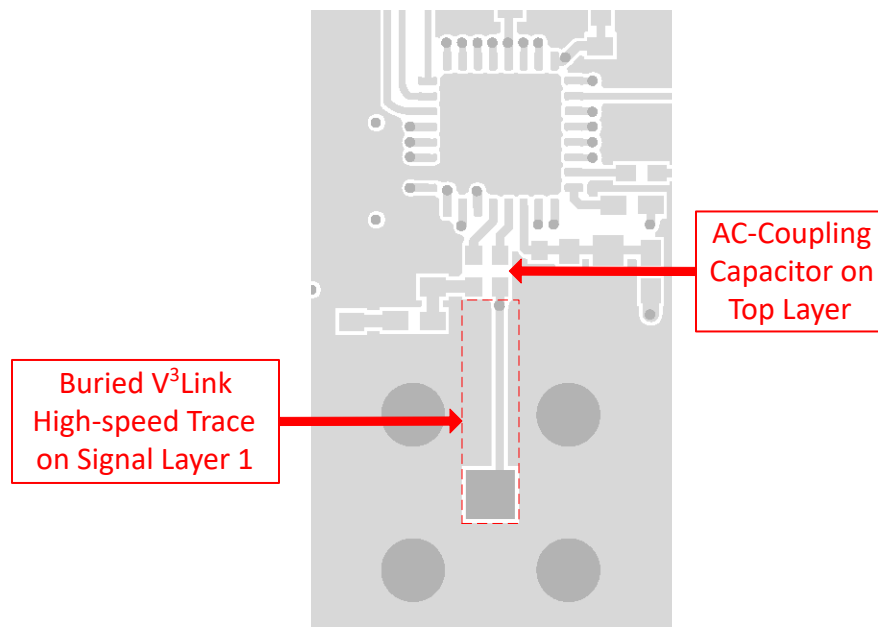 AC-Coupling
Capacitor on
Top Layer
Buried V³Link
High-speed Trace
on Signal Layer 1